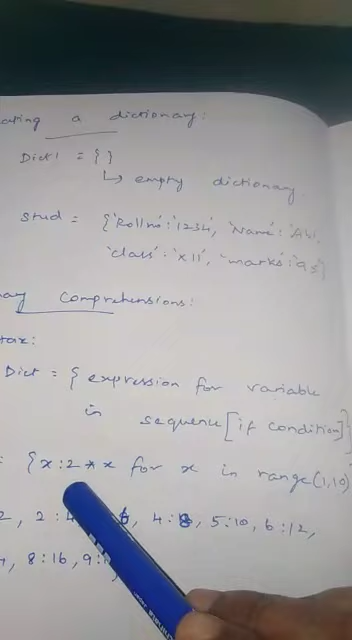 ating a dictionary:
Dict1 = { }
↳ empty dictionary.
Stud = {'Rollno':'1234', 'Name':
'class':'XII', 'marks':'95'}
ary Comprehensions:
tax:
Dict = { expression for variable
in sequence [if condition]}
= {x:2*x for x in range(1,10)
2, 2:4 6, 4:8, 5:10, 6:12,
, 8:16, 9: